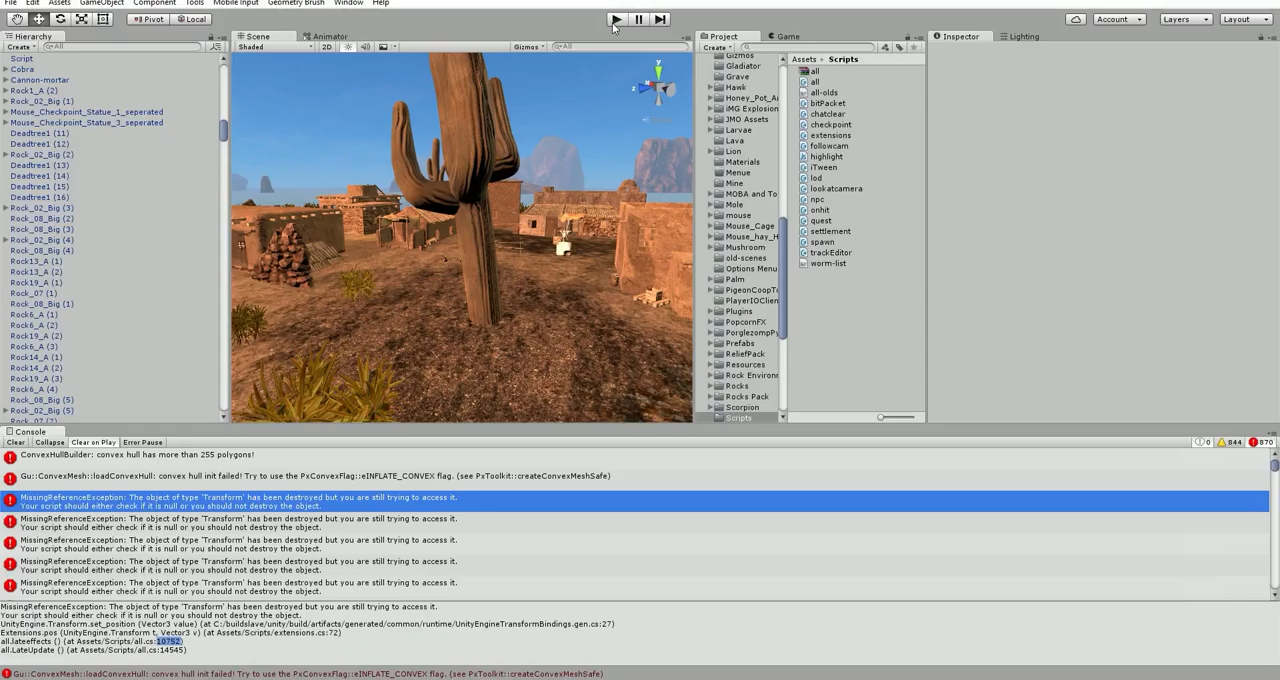 File Edit Assets GameObject Component Tools Mobile Input Geometry Brush Window Help
Pivot Local Account Layers Layout
Hierarchy
Create All
Script
Cobra
Cannon-mortar
Rock1_A (2)
Rock_02_Big (1)
Mouse_Checkpoint_Statue_1_seperated
Mouse_Checkpoint_Statue_3_seperated
Deadtree1 (11)
Deadtree1 (12)
Rock_02_Big (2)
Deadtree1 (13)
Deadtree1 (14)
Deadtree1 (15)
Deadtree1 (16)
Rock_02_Big (3)
Rock_08_Big (2)
Rock_08_Big (3)
Rock_02_Big (4)
Rock_08_Big (4)
Rock13_A (1)
Rock13_A (2)
Rock19_A (1)
Rock_07 (1)
Rock_08_Big (1)
Rock6_A (1)
Rock6_A (2)
Rock19_A (2)
Rock6_A (3)
Rock14_A (1)
Rock14_A (2)
Rock19_A (3)
Rock6_A (4)
Rock_08_Big (5)
Rock_02_Big (5)
Scene Animator
Shaded 2D Gizmos All
y
x
z
Project Game
Create
Gizmos
Gladiator
Grave
Hawk
Honey_Pot_An
iMG Explosion
JMO Assets
Larvae
Lava
Lion
Materials
Menue
Mine
MOBA and To
Mole
mouse
Mouse_Cage
Mouse_hay_H
Mushroom
old-scenes
Options Menu
Palm
PigeonCoopTo
PlayerIOClien
Plugins
PopcornFX
PorglezompPy
Prefabs
ReliefPack
Resources
Rock Environ
Rocks
Rocks Pack
Scorpion
Scripts
Assets Scripts
all
all
all-olds
bitPacket
chatclear
checkpoint
extensions
followcam
highlight
iTween
lod
lookatcamera
npc
onhit
quest
settlement
spawn
trackEditor
worm-list
Inspector Lighting
Console
Clear Collapse Clear on Play Error Pause 0 844 870
ConvexHullBuilder: convex hull has more than 255 polygons!
Gu::ConvexMesh::loadConvexHull: convex hull init failed! Try to use the PxConvexFlag::eINFLATE_CONVEX flag. (see PxToolkit::createConvexMeshSafe)
MissingReferenceException: The object of type 'Transform' has been destroyed but you are still trying to access it.
Your script should either check if it is null or you should not destroy the object.
MissingReferenceException: The object of type 'Transform' has been destroyed but you are still trying to access it.
Your script should either check if it is null or you should not destroy the object.
MissingReferenceException: The object of type 'Transform' has been destroyed but you are still trying to access it.
Your script should either check if it is null or you should not destroy the object.
MissingReferenceException: The object of type 'Transform' has been destroyed but you are still trying to access it.
Your script should either check if it is null or you should not destroy the object.
MissingReferenceException: The object of type 'Transform' has been destroyed but you are still trying to access it.
Your script should either check if it is null or you should not destroy the object.
MissingReferenceException: The object of type 'Transform' has been destroyed but you are still trying to access it.
Your script should either check if it is null or you should not destroy the object.
UnityEngine.Transform.set_position (Vector3 value) (at C:/buildslave/unity/build/artifacts/generated/common/runtime/UnityEngineTransformBindings.gen.cs:27)
Extensions.pos (UnityEngine.Transform t, Vector3 v) (at Assets/Scripts/extensions.cs:72)
all.lateeffects () (at Assets/Scripts/all.cs:10752)
all.LateUpdate () (at Assets/Scripts/all.cs:14545)
Gu::ConvexMesh::loadConvexHull: convex hull init failed! Try to use the PxConvexFlag::eINFLATE_CONVEX flag. (see PxToolkit::createConvexMeshSafe)